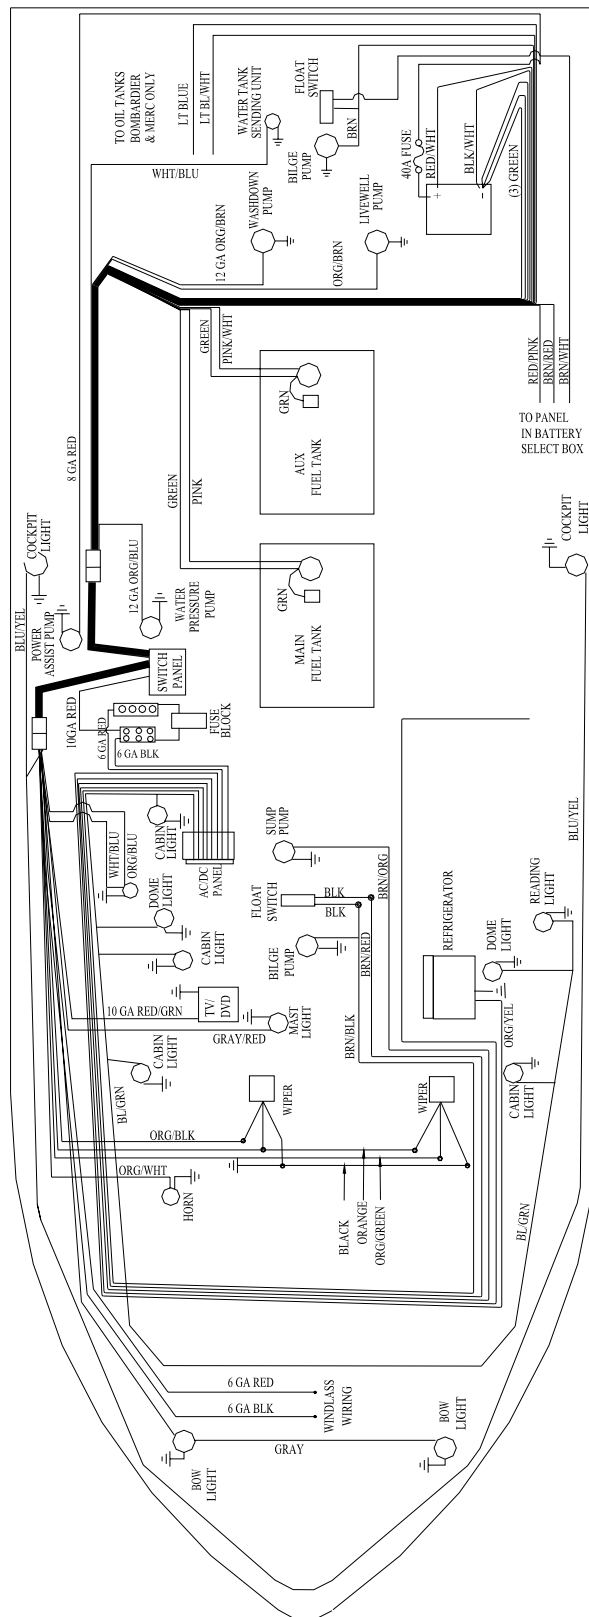 TO OIL TANKS
BOMBARDIER
& MERC ONLY
LT BLUE
LT BL/WHT
WATER TANK
SENDING UNIT
FLOAT
SWITCH
BRN
BILGE
PUMP
40A FUSE
RED/WHT
BLK/WHT
+
-
(3) GREEN
WHT/BLU
12 GA ORG/BRN
WASHDOWN
PUMP
ORG/BRN
LIVEWELL
PUMP
GREEN
PINK/WHT
GRN
AUX
FUEL TANK
RED/PINK
BRN/RED
BRN/WHT
TO PANEL
IN BATTERY
SELECT BOX
8 GA RED
GREEN
PINK
COCKPIT
LIGHT
COCKPIT
LIGHT
BLU/YEL
POWER
ASSIST PUMP
12 GA ORG/BLU
WATER
PRESSURE
PUMP
GRN
MAIN
FUEL TANK
SWITCH
PANEL
10GA RED
6 GA RED
6 GA BLK
FUSE
BLOCK
WHT/BLU
ORG/BLU
CABIN
LIGHT
AC/DC
PANEL
SUMP
PUMP
BRN/ORG
BLU/YEL
DOME
LIGHT
FLOAT
SWITCH
BLK
BLK
READING
LIGHT
CABIN
LIGHT
BILGE
PUMP
BRN/RED
REFRIGERATOR
DOME
LIGHT
10 GA RED/GRN
TV/
DVD
GRAY/RED
MAST
LIGHT
BRN/BLK
ORG/YEL
BL/GRN
CABIN
LIGHT
CABIN
LIGHT
WIPER
WIPER
ORG/BLK
ORG/WHT
HORN
BLACK
ORANGE
ORG/GREEN
BL/GRN
6 GA RED
6 GA BLK
WINDLASS
WIRING
GRAY
BOW
LIGHT
BOW
LIGHT